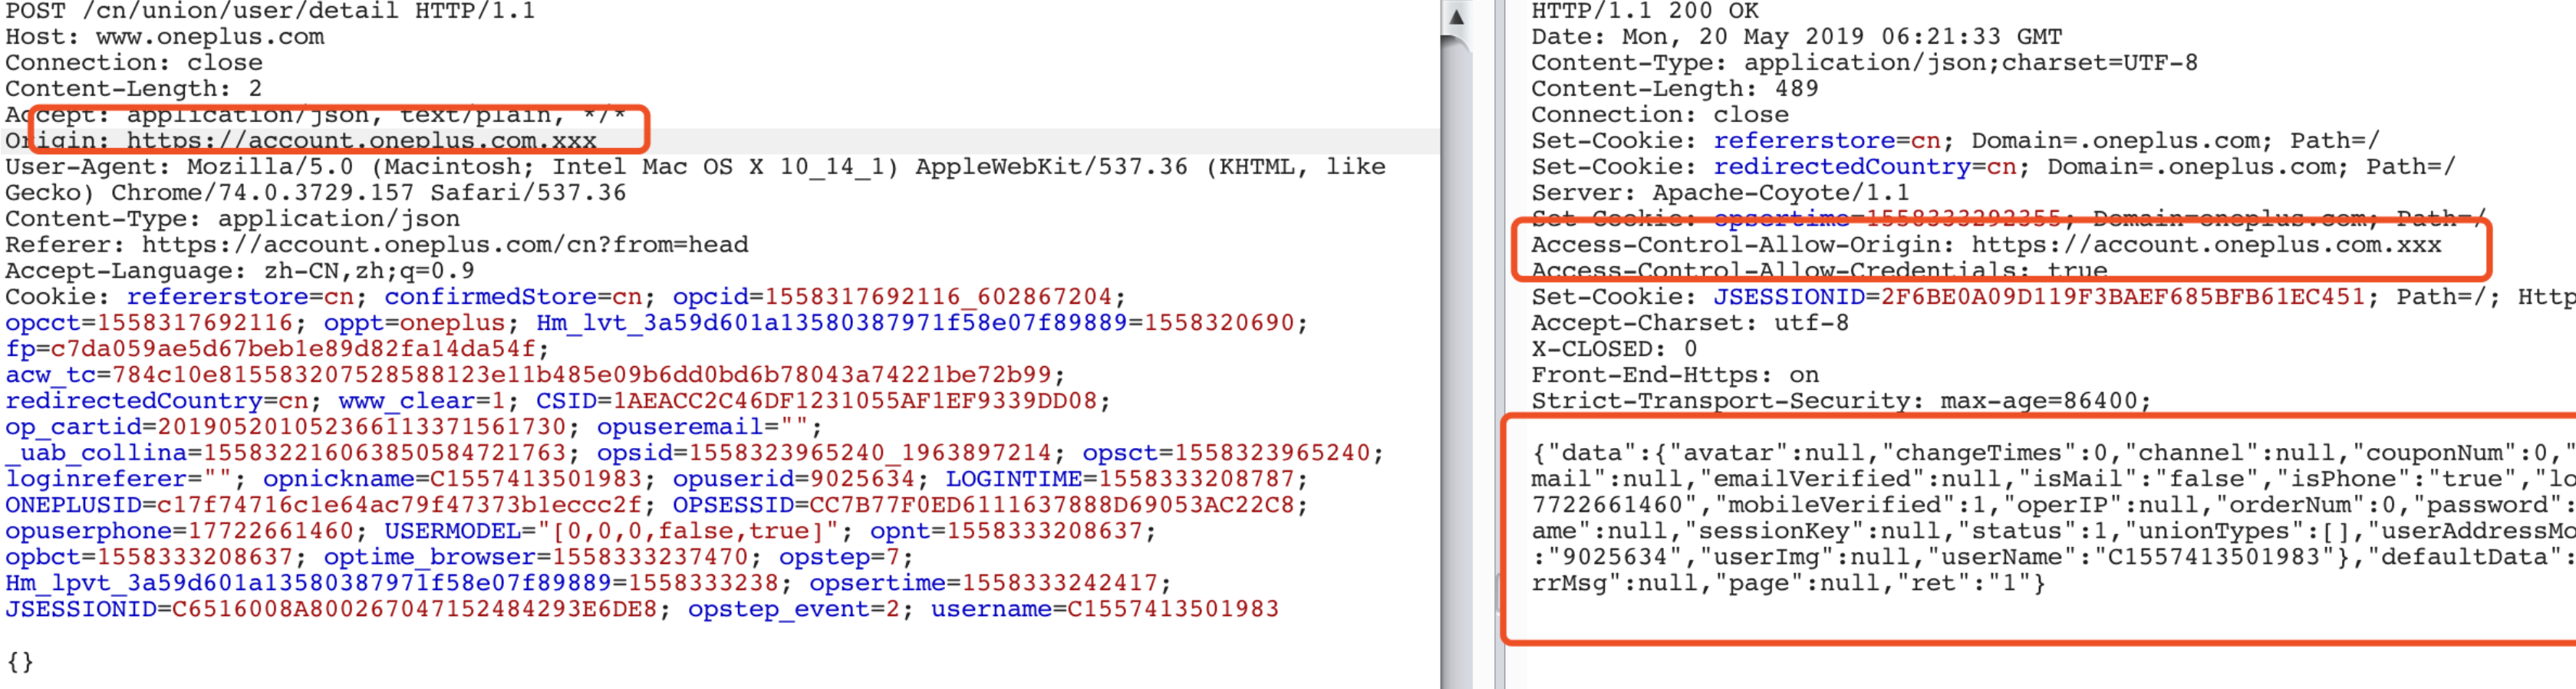 POST /cn/union/user/detail HTTP/1.1
Host: www.oneplus.com
Connection: close
Content-Length: 2
Accept: application/json, text/plain, */*
Origin: https://account.oneplus.com.xxx
User-Agent: Mozilla/5.0 (Macintosh; Intel Mac OS X 10_14_1) AppleWebKit/537.36 (KHTML, like
Gecko) Chrome/74.0.3729.157 Safari/537.36
Content-Type: application/json
Referer: https://account.oneplus.com/cn?from=head
Accept-Language: zh-CN,zh;q=0.9
Cookie: refererstore=cn; confirmedStore=cn; opcid=1558317692116_602867204;
opcct=1558317692116; oppt=oneplus; Hm_lvt_3a59d601a13580387971f58e07f89889=1558320690;
fp=c7da059ae5d67beb1e89d82fa14da54f;
acw_tc=784c10e815583207528588123e11b485e09b6dd0bd6b78043a74221be72b99;
redirectedCountry=cn; www_clear=1; CSID=1AEACC2C46DF1231055AF1EF9339DD08;
op_cartid=201905201052366113371561730; opuseremail="";
_uab_collina=155832216063850584721763; opsid=1558323965240_1963897214; opsct=1558323965240;
loginreferer=""; opnickname=C1557413501983; opuserid=9025634; LOGINTIME=1558333208787;
ONEPLUSID=c17f74716c1e64ac79f47373b1eccc2f; OPSESSID=CC7B77F0ED6111637888D69053AC22C8;
opuserphone=17722661460; USERMODEL="[0,0,0,false,true]"; opnt=1558333208637;
opbct=1558333208637; optime_browser=1558333237470; opstep=7;
Hm_lpvt_3a59d601a13580387971f58e07f89889=1558333238; opsertime=1558333242417;
JSESSIONID=C6516008A800267047152484293E6DE8; opstep_event=2; username=C1557413501983
{}
HTTP/1.1 200 OK
Date: Mon, 20 May 2019 06:21:33 GMT
Content-Type: application/json;charset=UTF-8
Content-Length: 489
Connection: close
Set-Cookie: refererstore=cn; Domain=.oneplus.com; Path=/
Set-Cookie: redirectedCountry=cn; Domain=.oneplus.com; Path=/
Server: Apache-Coyote/1.1
Set-Cookie: opsertime=1558333292355; Domain=oneplus.com; Path=/
Access-Control-Allow-Origin: https://account.oneplus.com.xxx
Access-Control-Allow-Credentials: true
Set-Cookie: JSESSIONID=2F6BE0A09D119F3BAEF685BFB61EC451; Path=/; Http
Accept-Charset: utf-8
X-CLOSED: 0
Front-End-Https: on
Strict-Transport-Security: max-age=86400;
{"data":{"avatar":null,"changeTimes":0,"channel":null,"couponNum":0,"
mail":null,"emailVerified":null,"isMail":"false","isPhone":"true","lo
7722661460","mobileVerified":1,"operIP":null,"orderNum":0,"password":
ame":null,"sessionKey":null,"status":1,"unionTypes":[],"userAddressMo
:"9025634","userImg":null,"userName":"C1557413501983"},"defaultData":
rrMsg":null,"page":null,"ret":"1"}